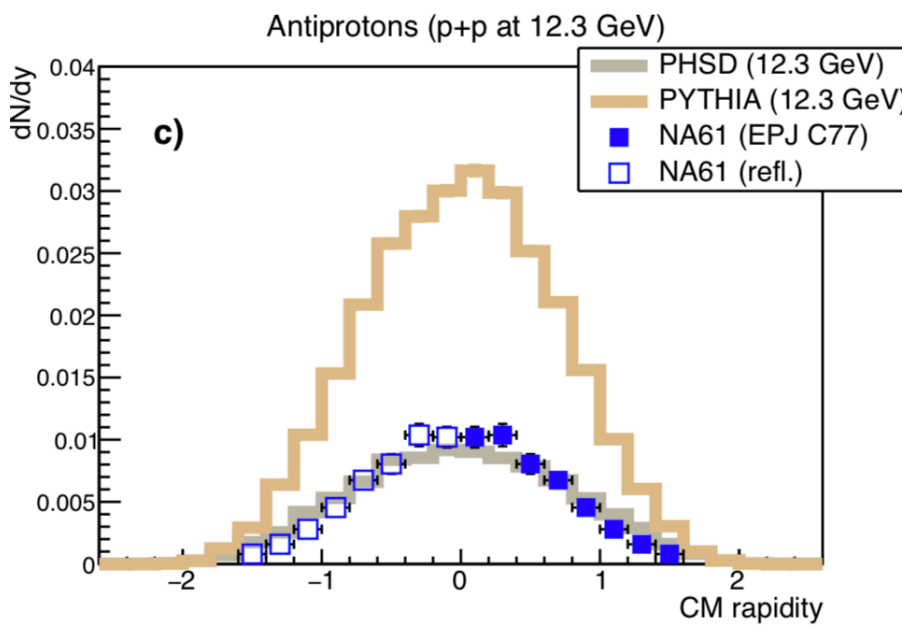 Antiprotons (p+p at 12.3 GeV)
PHSD (12.3 GeV)
PYTHIA (12.3 GeV)
NA61 (EPJ C77)
NA61 (refl.)
c)
dN/dy
0.04
0.035
0.03
0.025
0.02
0.015
0.01
0.005
0
−2 −1 0 1 2
CM rapidity